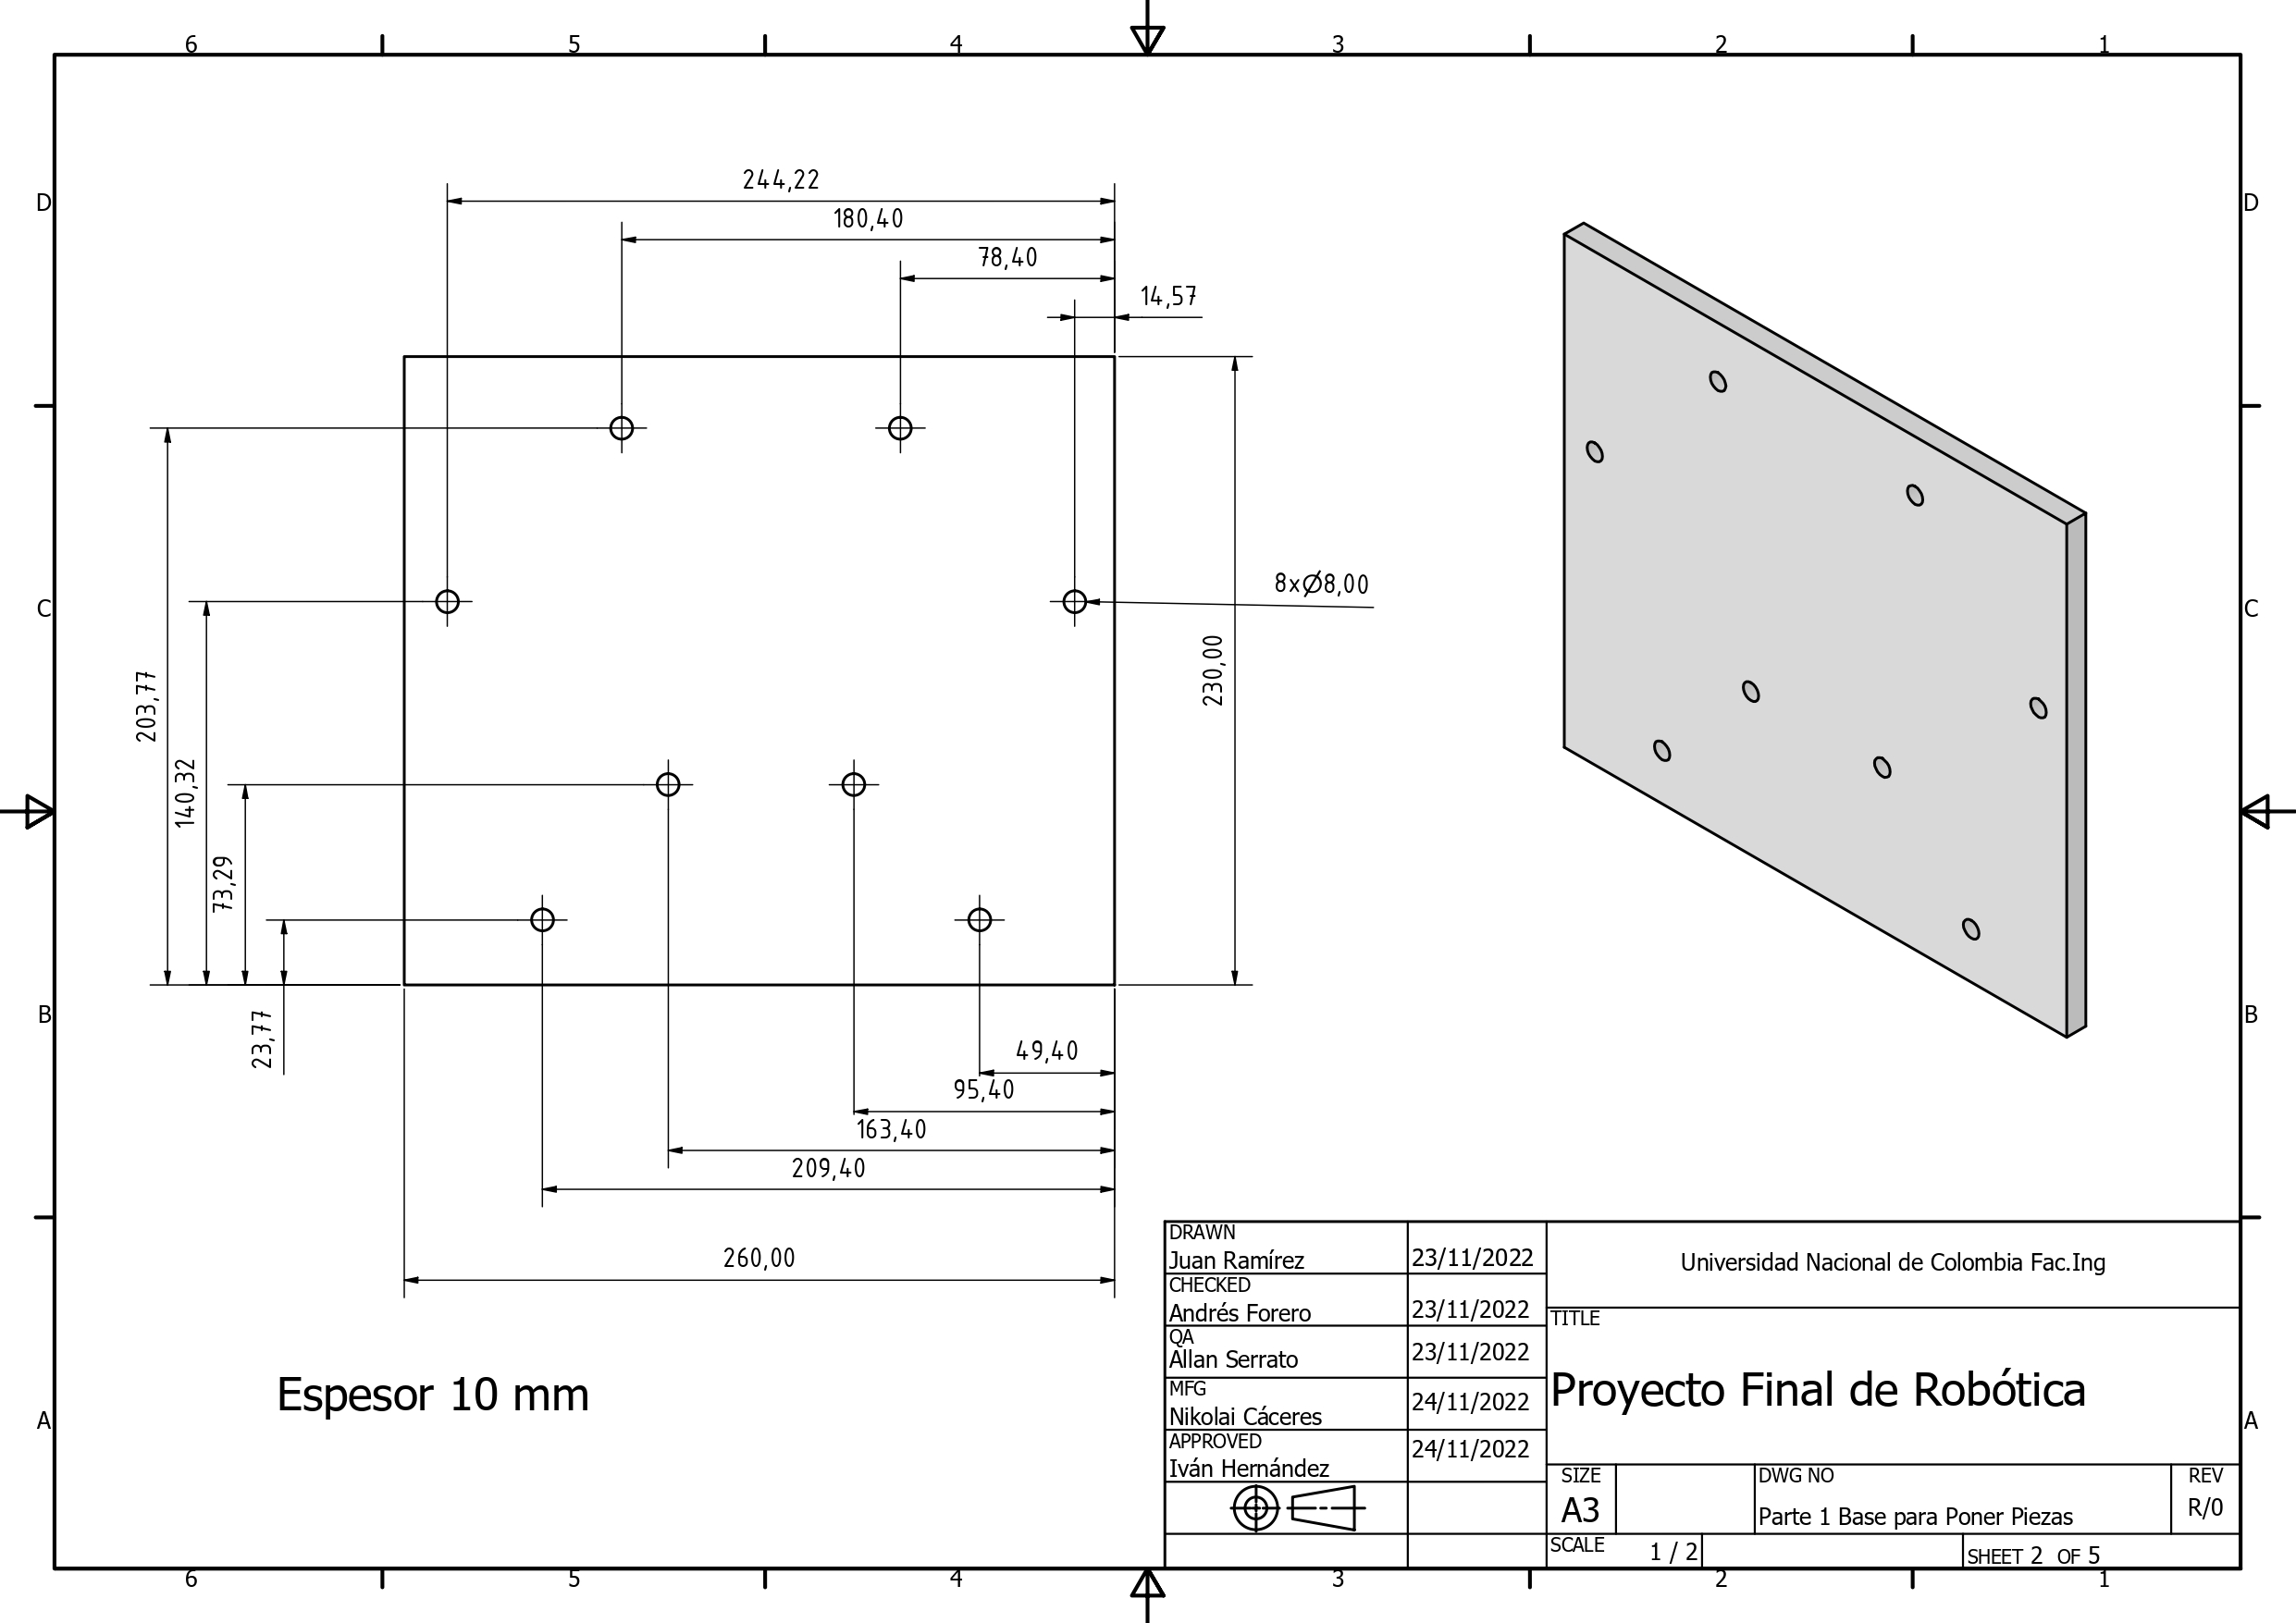 6 5 4 3 2 1
D D
244,22
180,40
78,40
14,57
8xØ8,00
C C
230,00
203,77
140,32
73,29
23,77
B B
49,40
95,40
163,40
209,40
260,00
Espesor 10 mm
A A
DRAWN
Juan Ramírez 23/11/2022
CHECKED
Andrés Forero 23/11/2022
QA
Allan Serrato 23/11/2022
MFG
Nikolai Cáceres 24/11/2022
APPROVED
Iván Hernández 24/11/2022
Universidad Nacional de Colombia Fac.Ing
TITLE
Proyecto Final de Robótica
SIZE
A3
DWG NO
Parte 1 Base para Poner Piezas
REV
R/0
SCALE 1 / 2
SHEET 2 OF 5
6 5 4 3 2 1